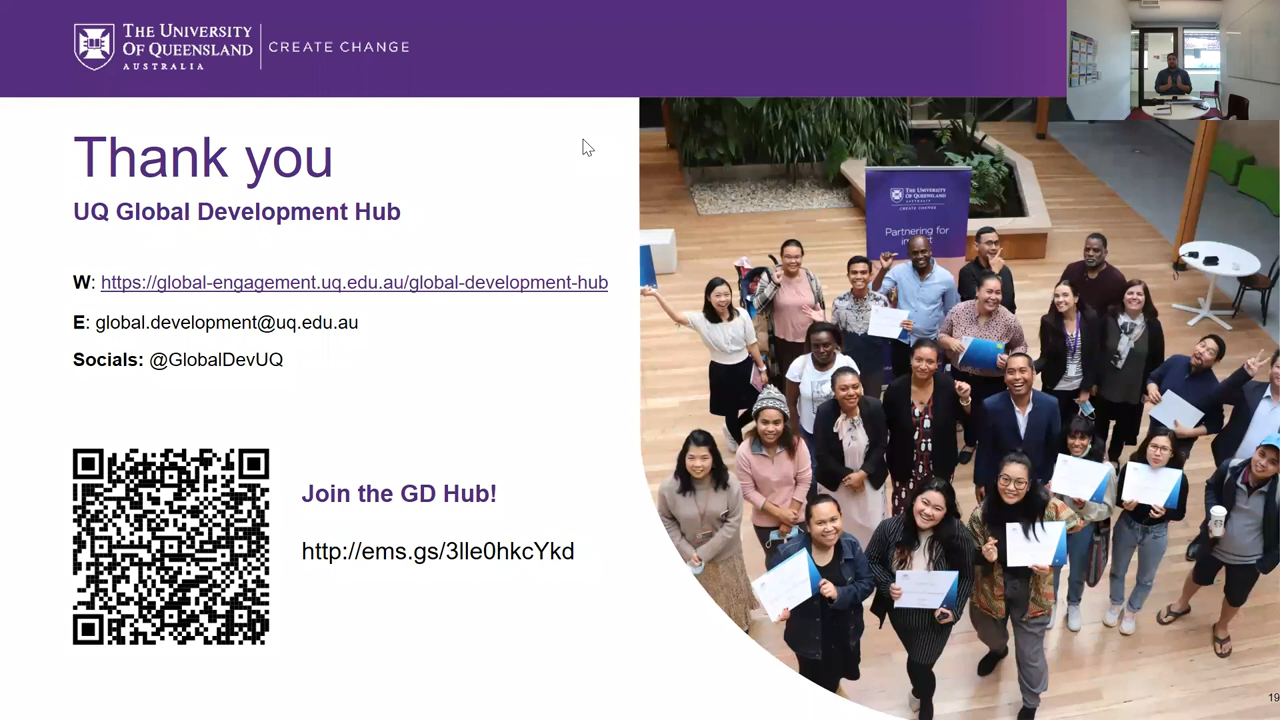 THE UNIVERSITY
OF QUEENSLAND
AUSTRALIA
CREATE CHANGE
Thank you
UQ Global Development Hub
W: https://global-engagement.uq.edu.au/global-development-hub
E: global.development@uq.edu.au
Socials: @GlobalDevUQ
Join the GD Hub!
http://ems.gs/3lle0hkcYkd
THE UNIVERSITY
OF QUEENSLAND
AUSTRALIA
CREATE CHANGE
Partnering for
19